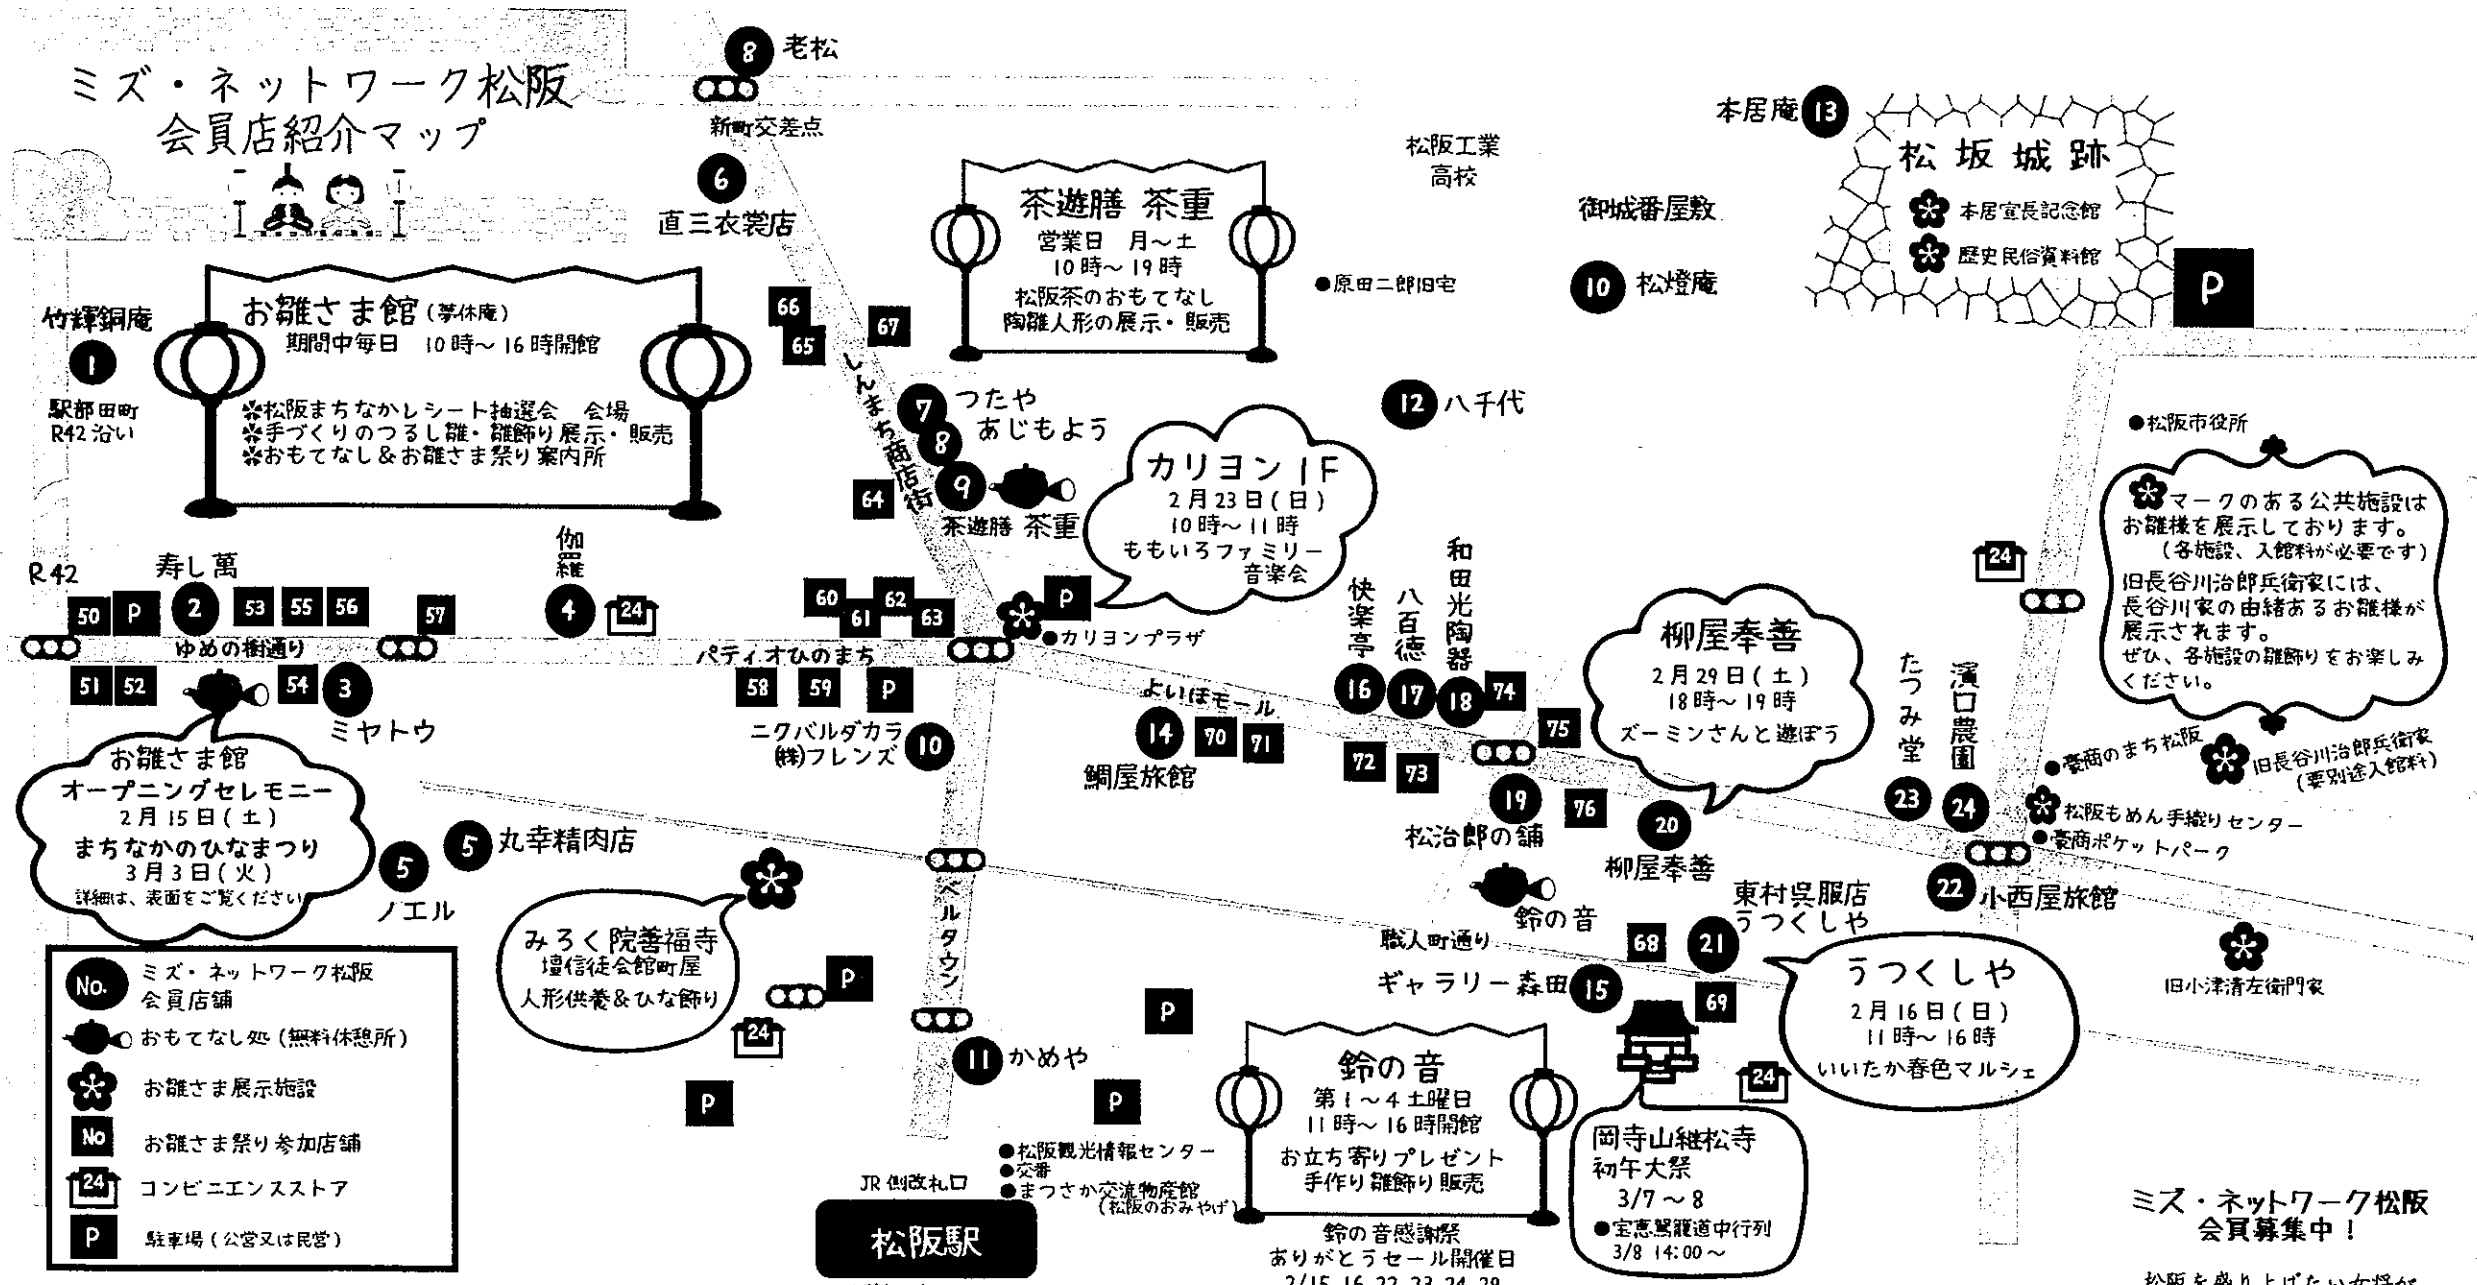 ミズ・ネットワーク松阪
会員店紹介マップ
8 老松
新町交差点
6
直三衣裳店
茶遊膳 茶重
営業日 月～土
10時～19時
松阪茶のおもてなし
陶雛人形の展示・販売
松阪工業
高校
本居庵 13
松坂城跡
本居宣長記念館
歴史民俗資料館
P
御城番屋敷
●原田二郎旧宅
10 松燈庵
竹輝銅庵
1
駅部田町
R42沿い
お雛さま館(夢休庵)
期間中毎日 10時～16時開館
松阪まちなかレシート抽選会 会場
手づくりのつるし雛・雛飾り展示・販売
おもてなし&お雛さま祭り案内所
66
65
67
しんまち商店街
7 つたや
8 あじもよう
9
64
茶遊膳 茶重
12 八千代
カリヨン1F
2月23日(日)
10時～11時
ももいろファミリー
音楽会
●松阪市役所
マークのある公共施設は
お雛様を展示しております。
(各施設、入館料が必要です)
旧長谷川治郎兵衛家には、
長谷川家の由緒あるお雛様が
展示されます。
ぜひ、各施設の雛飾りをお楽しみ
ください。
24
R42
寿し萬
50 P 2 53 55 56 57
伽羅
4 24
60 61 62 63
P
●カリヨンプラザ
ゆめの樹通り
パティオひのまち
51 52 54 3
ミヤトウ
58 59 P
ニクバルダカラ
(株)フレンズ 10
よいほモール
14 70 71
鯛屋旅館
快楽亭
16
八百徳
17
和田光陶器
18 74
72 73
75
柳屋奉善
2月29日(土)
18時～19時
ズーミンさんと遊ぼう
たつみ堂
23
濱口農園
24
●豪商のまち松阪
旧長谷川治郎兵衛家
(要別途入館料)
松阪もめん手織りセンター
●豪商ポケットパーク
お雛さま館
オープニングセレモニー
2月15日(土)
まちなかのひなまつり
3月3日(火)
詳細は、表面をご覧ください
5 丸幸精肉店
5
ノエル
19 76
松治郎の舗
20
柳屋奉善
鈴の音
22 小西屋旅館
東村呉服店
うつくしや
68 21
職人町通り
ギャラリー森田 15
69
旧小津清左衛門家
ベルタウン
みろく院善福寺
壇信徒会館町屋
人形供養&ひな飾り
P
24
P
11 かめや
P
P
うつくしや
2月16日(日)
11時～16時
いいたか春色マルシェ
24
No. ミズ・ネットワーク松阪
会員店舗
おもてなし処(無料休憩所)
お雛さま展示施設
No お雛さま祭り参加店舗
24 コンビニエンスストア
P 駐車場(公営又は民営)
鈴の音
第1～4土曜日
11時～16時開館
お立ち寄りプレゼント
手作り雛飾り販売
鈴の音感謝祭
ありがとうセール開催日
2/15,16,22,23,24,29
岡寺山継松寺
初午大祭
3/7～8
●宝恵駕籠道中行列
3/8 14:00～
●松阪観光情報センター
●交番
●まつさか交流物産館
(松阪のおみやげ)
JR側改札口
松阪駅
ミズ・ネットワーク松阪
会員募集中!
松阪を盛り上げたい女将が